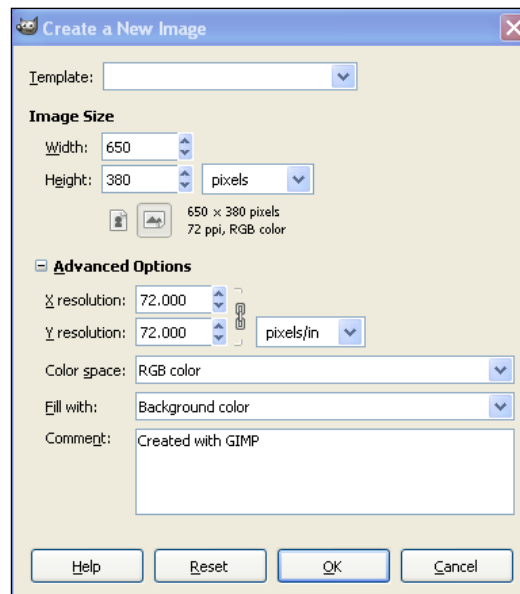 Create a New Image
Template:
Image Size
Width: 650
Height: 380 pixels
650 × 380 pixels
72 ppi, RGB color
Advanced Options
X resolution: 72.000
Y resolution: 72.000 pixels/in
Color space: RGB color
Fill with: Background color
Comment: Created with GIMP
Help Reset OK Cancel